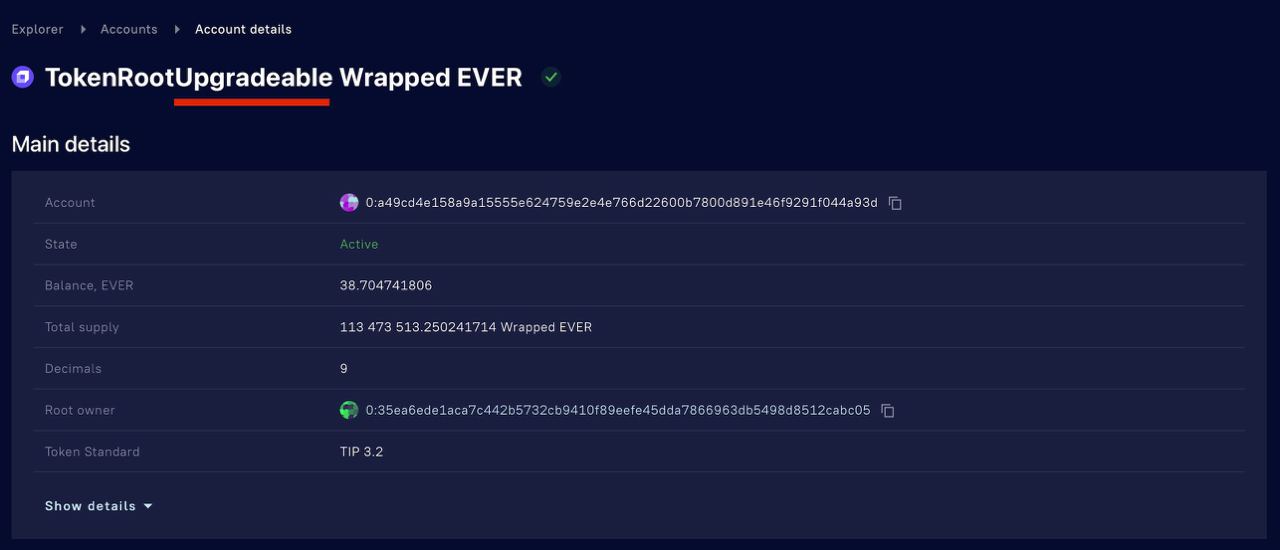 Explorer Accounts Account details
TokenRootUpgradeable Wrapped EVER
Main details
Account 0:a49cd4e158a9a15555e624759e2e4e766d22600b7800d891e46f9291f044a93d
State Active
Balance, EVER 38.704741806
Total supply 113 473 513.250241714 Wrapped EVER
Decimals 9
Root owner 0:35ea6ede1aca7c442b5732cb9410f89eefe45dda7866963db5498d8512cabc05
Token Standard TIP 3.2
Show details